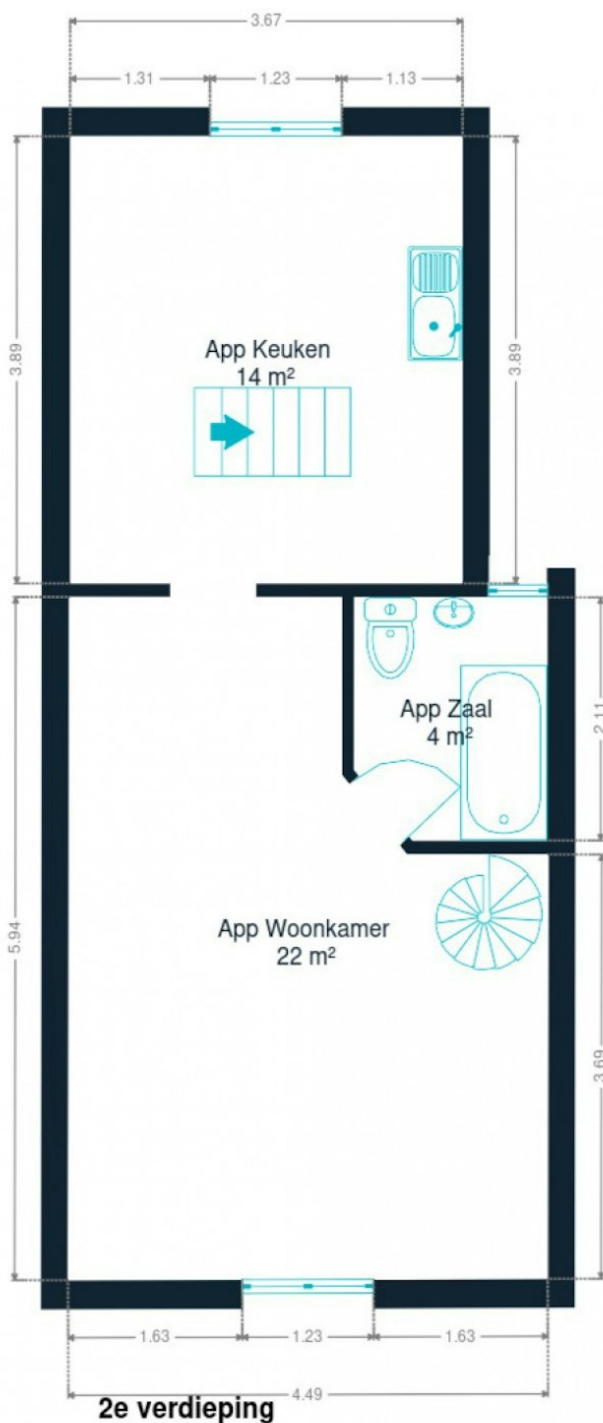 3.67
1.31 1.23 1.13
3.89
3.89
App Keuken
14 m²
App Zaal
4 m²
2.11
App Woonkamer
22 m²
5.94
3.69
1.63 1.23 1.63
4.49
2e verdieping